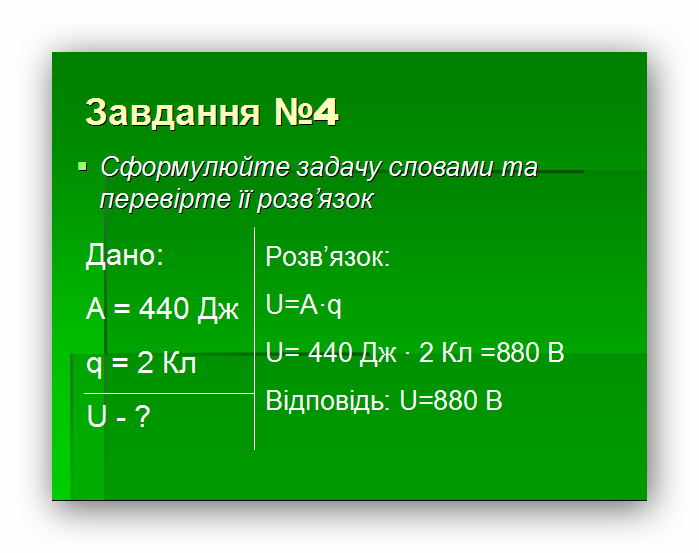 Завдання №4
Сформулюйте задачу словами та
перевірте її розв’язок
Дано:
A = 440 Дж
q = 2 Кл
U - ?
Розв’язок:
U=A·q
U= 440 Дж · 2 Кл =880 В
Відповідь: U=880 В